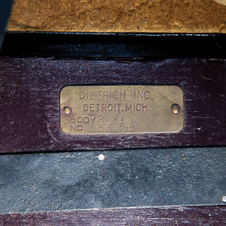 DIETRICH INC.
DETROIT. MICH.
BODY
NO.